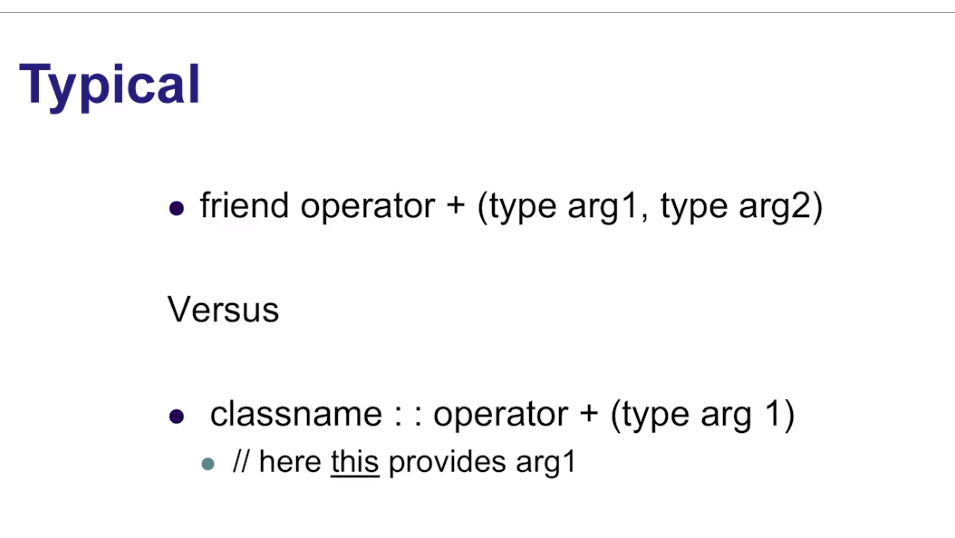 Typical
friend operator + (type arg1, type arg2)
Versus
classname : : operator + (type arg 1)
// here this provides arg1